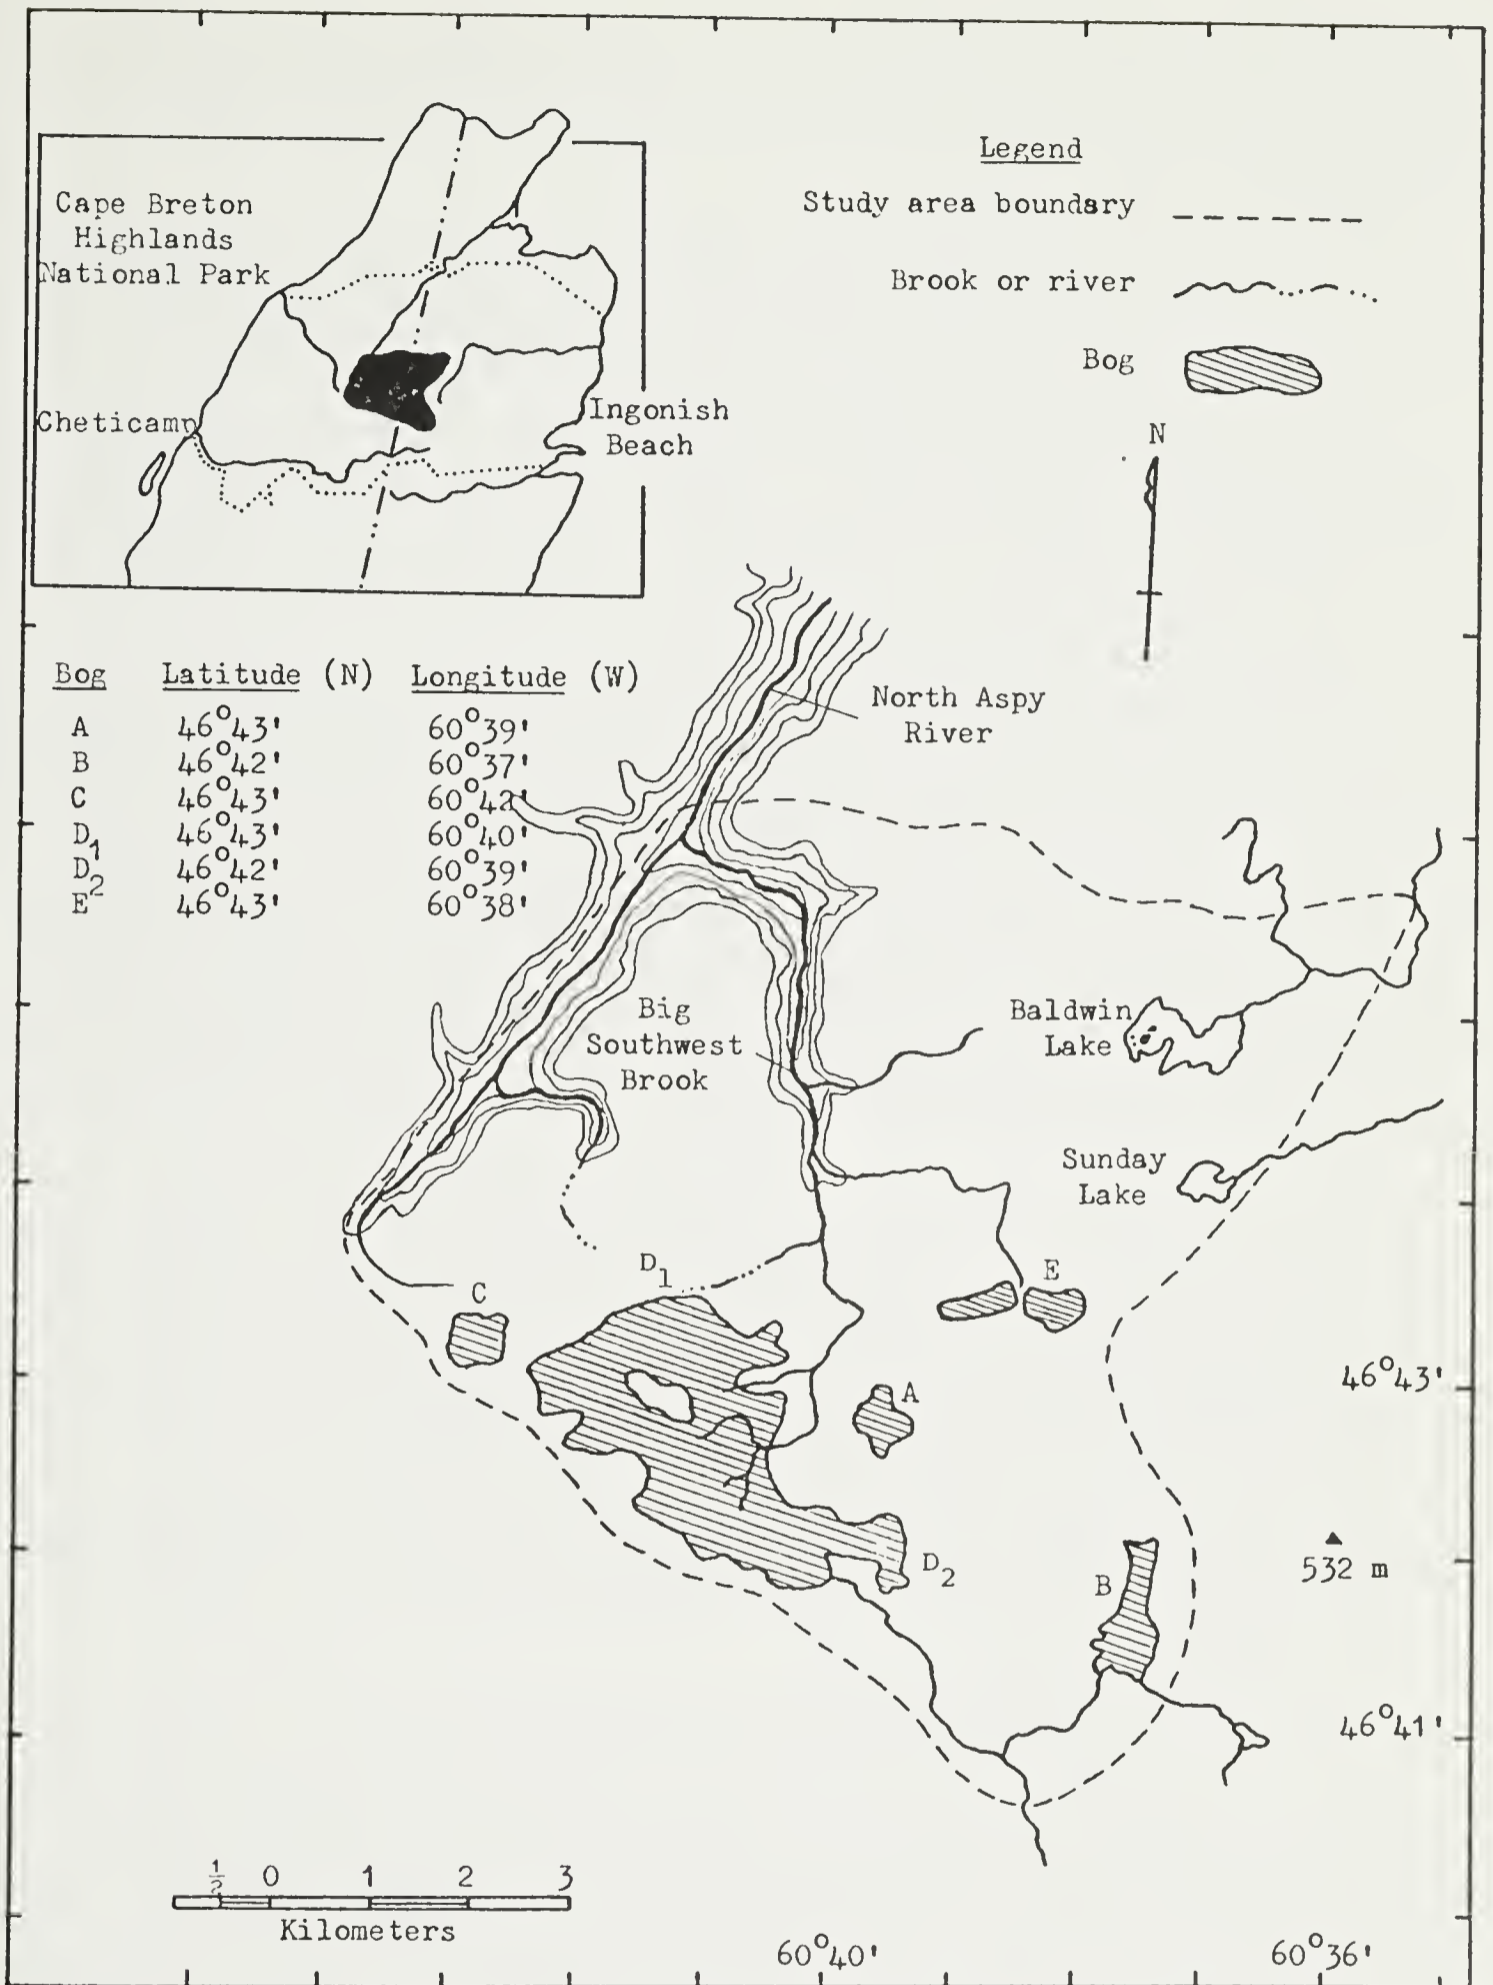 Cape Breton
Highlands
National Park
Cheticamp
Ingonish
Beach
Legend
Study area boundary
Brook or river
Bog
N
Bog Latitude (N) Longitude (W)
A 46°43' 60°39'
B 46°42' 60°37'
C 46°43' 60°42'
D1 46°43' 60°40'
D2 46°42' 60°39'
E 46°43' 60°38'
North Aspy
River
Big
Southwest
Brook
Baldwin
Lake
Sunday
Lake
D1
C
E
A
46°43'
D2
B
532 m
46°41'
½ 0 1 2 3
Kilometers
60°40' 60°36'